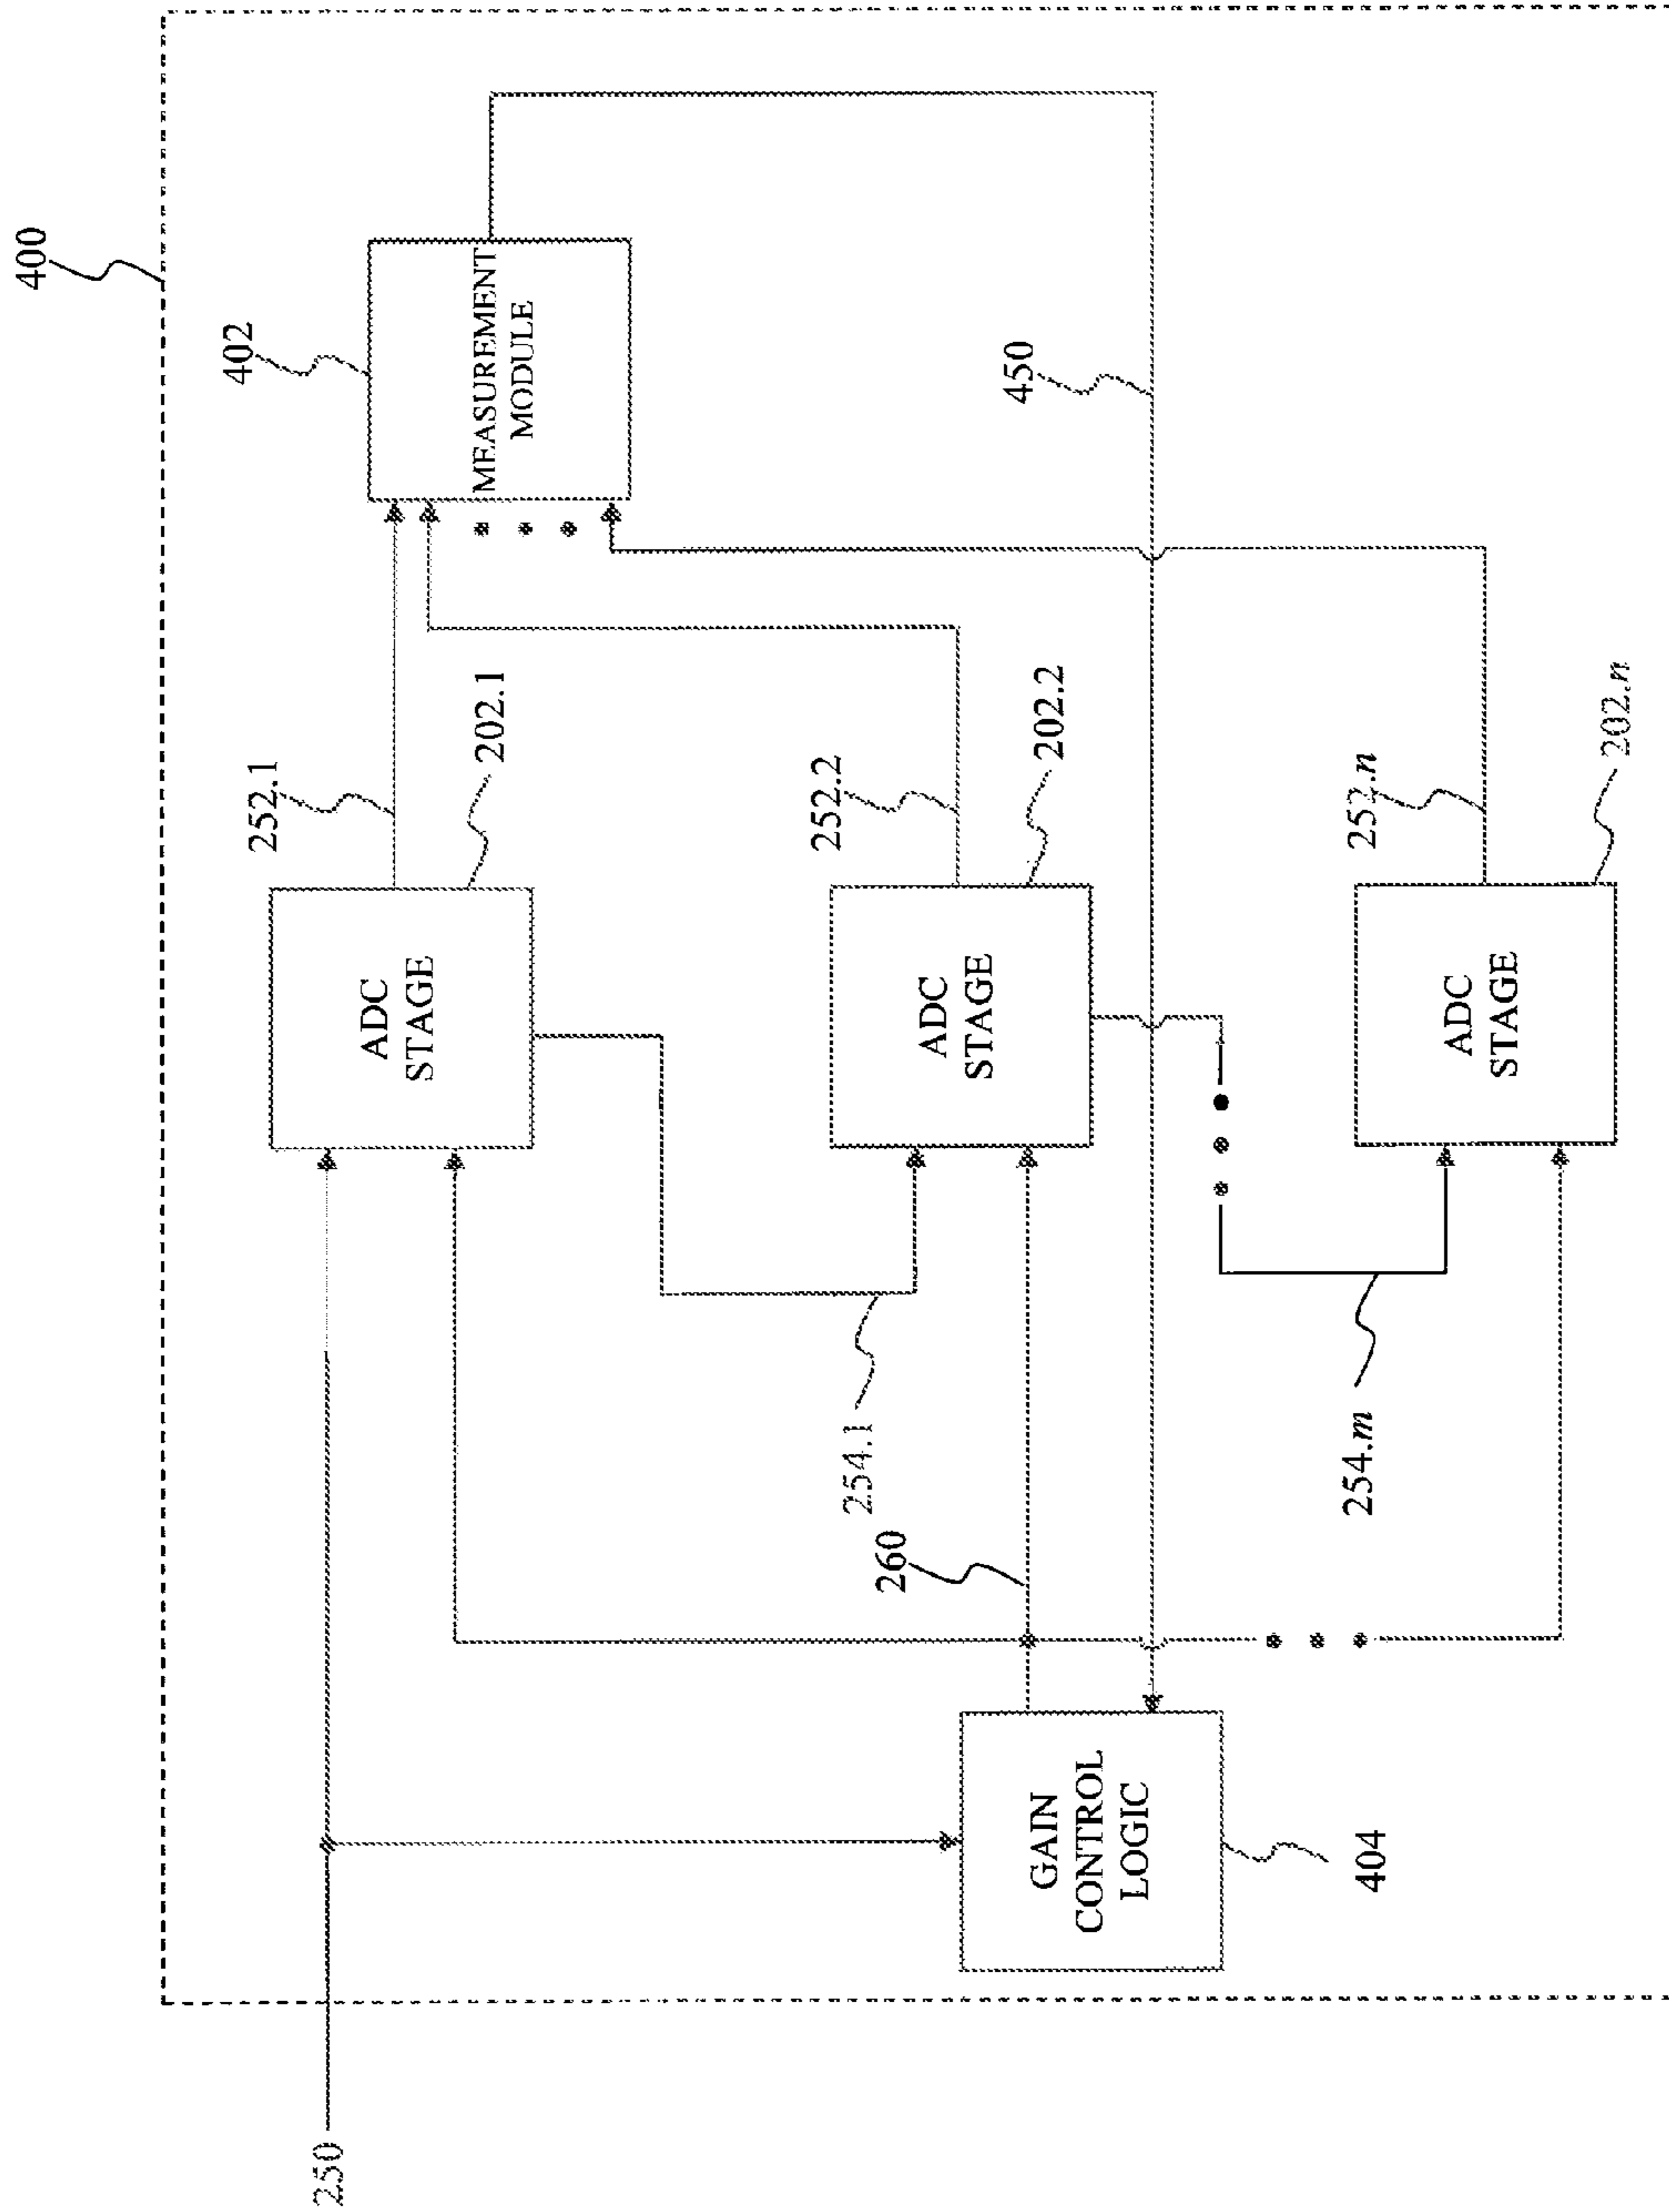 400
402
MEASUREMENT
MODULE
252.1
202.1
ADC
STAGE
450
252.2
202.2
ADC
STAGE
254.1
260
252.n
202.n
ADC
STAGE
254.m
GAIN
CONTROL
LOGIC
404
250